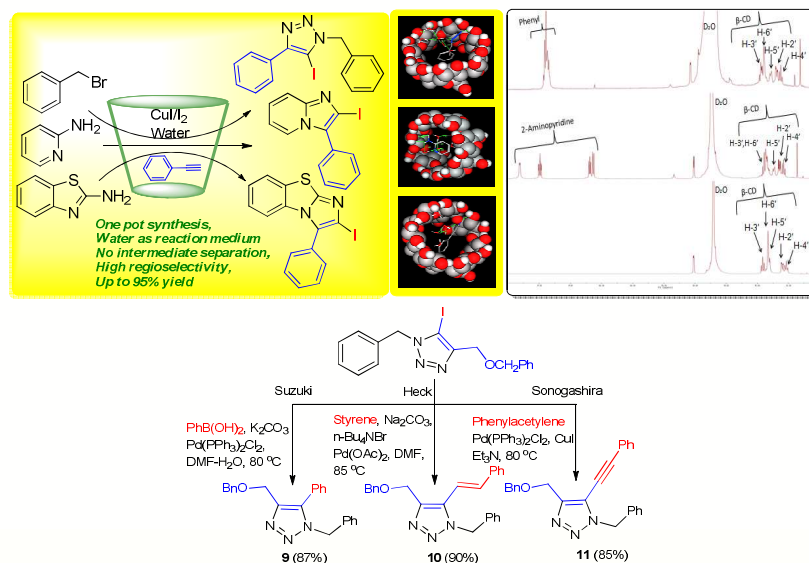 N
N
N
I
Br
CuI/I₂
Water
N
N
I
N
NH₂
S
N
NH₂
S
N
N
I
One pot synthesis,
Water as reaction medium
No intermediate separation,
High regioselectivity,
Up to 95% yield
Phenyl
D₂O
β-CD
H-6'
H-3'
H-5'
H-2'
H-4'
2-Aminopyridine
D₂O
β-CD
H-3',H-6'
H-5'
H-2'
H-4'
D₂O
β-CD
H-6'
H-3'
H-5'
H-2'
H-4'
I
N
N
N
OCH₂Ph
Suzuki
Heck
Sonogashira
PhB(OH)₂, K₂CO₃
Pd(PPh₃)₂Cl₂,
DMF-H₂O, 80 ºC
Styrene, Na₂CO₃,
n-Bu₄NBr
Pd(OAc)₂, DMF,
85 ºC
Phenylacetylene
Pd(PPh₃)₂Cl₂, CuI
Et₃N, 80 ºC
BnO
Ph
N
N
N
Ph
9 (87%)
BnO
Ph
N
N
N
Ph
10 (90%)
BnO
Ph
N
N
N
Ph
11 (85%)